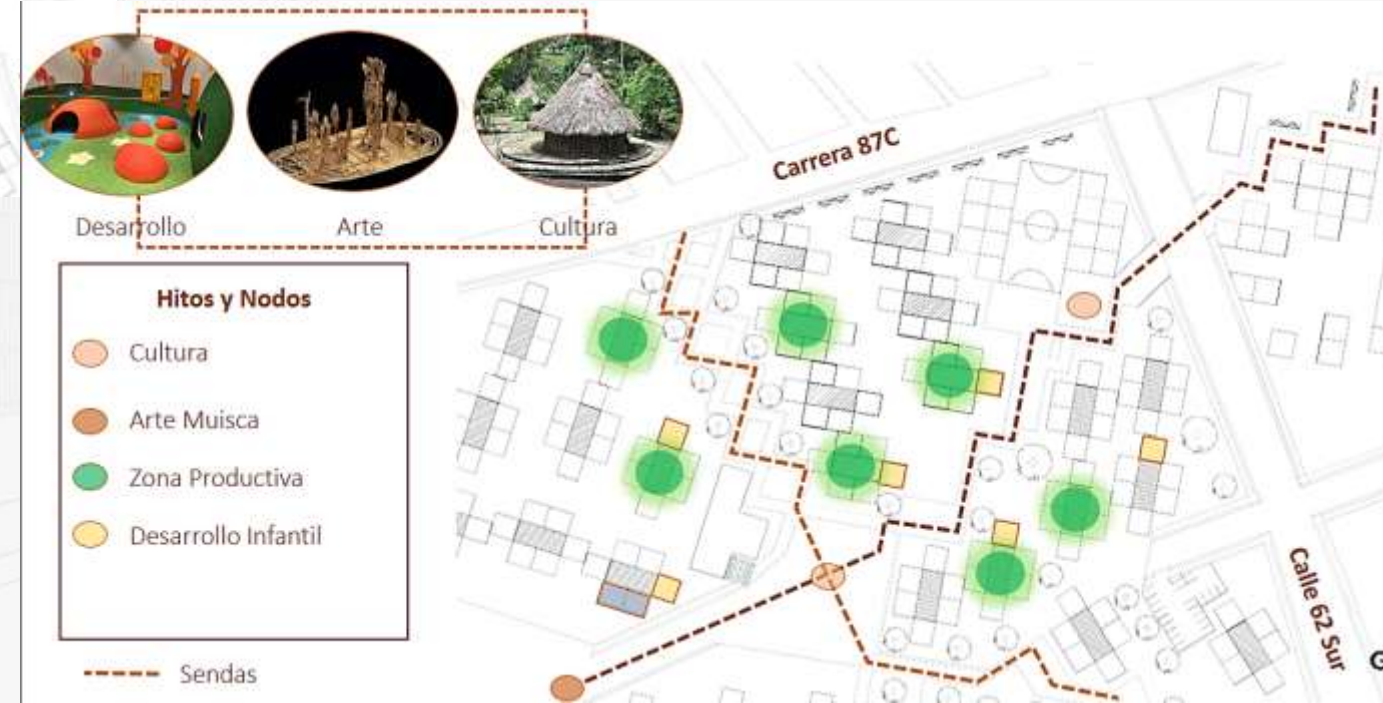 Desarrollo
Arte
Cultura
Carrera 87C
Hitos y Nodos
Cultura
Arte Muisca
Zona Productiva
Desarrollo Infantil
Sendas
Calle 62 Sur